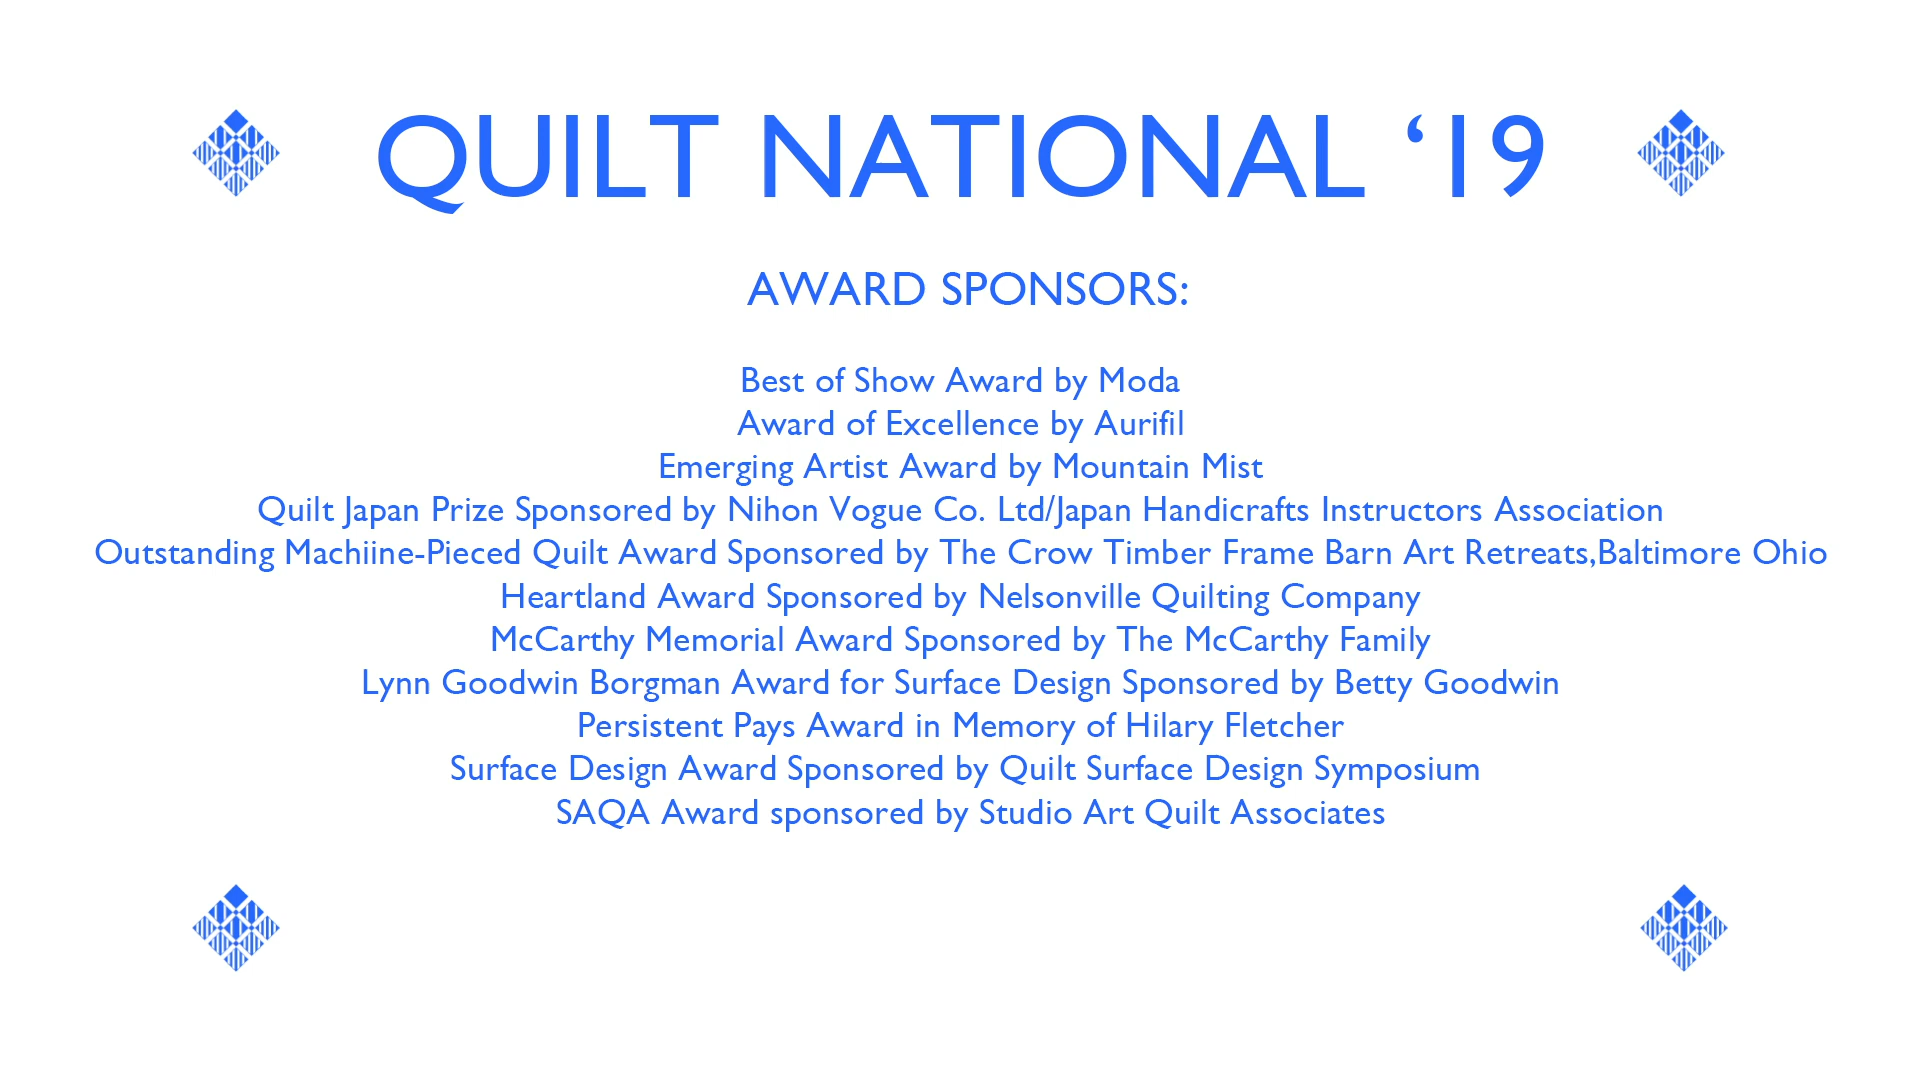 QUILT NATIONAL ‘19
AWARD SPONSORS:
Best of Show Award by Moda
Award of Excellence by Aurifil
Emerging Artist Award by Mountain Mist
Quilt Japan Prize Sponsored by Nihon Vogue Co. Ltd/Japan Handicrafts Instructors Association
Outstanding Machiine-Pieced Quilt Award Sponsored by The Crow Timber Frame Barn Art Retreats,Baltimore Ohio
Heartland Award Sponsored by Nelsonville Quilting Company
McCarthy Memorial Award Sponsored by The McCarthy Family
Lynn Goodwin Borgman Award for Surface Design Sponsored by Betty Goodwin
Persistent Pays Award in Memory of Hilary Fletcher
Surface Design Award Sponsored by Quilt Surface Design Symposium
SAQA Award sponsored by Studio Art Quilt Associates